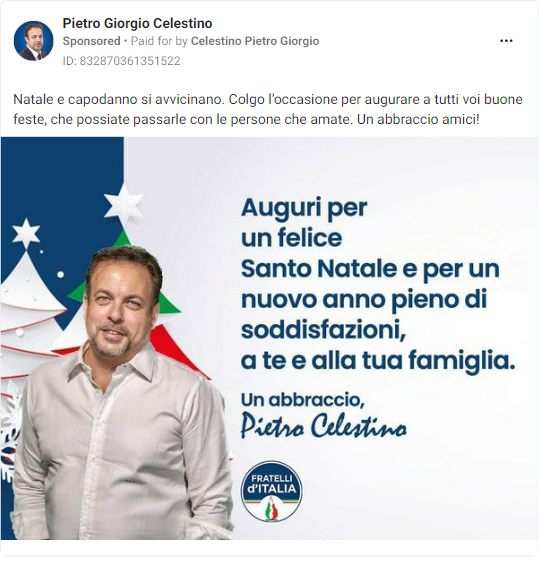 Pietro Giorgio Celestino
Sponsored • Paid for by Celestino Pietro Giorgio
ID: 832870361351522
Natale e capodanno si avvicinano. Colgo l’occasione per augurare a tutti voi buone
feste, che possiate passarle con le persone che amate. Un abbraccio amici!
Auguri per
un felice
Santo Natale e per un
nuovo anno pieno di
soddisfazioni,
a te e alla tua famiglia.
Un abbraccio,
Pietro Celestino
FRATELLI
d'ITALIA